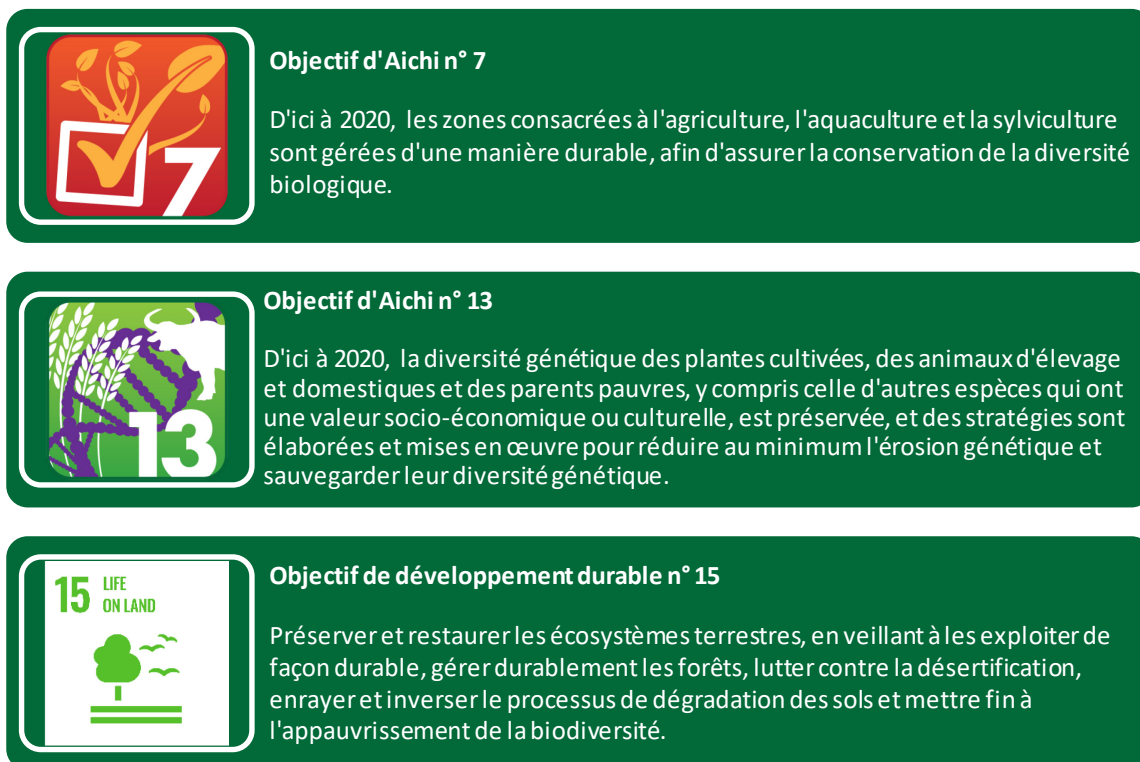 7
Objectif d'Aichi n° 7
D'ici à 2020, les zones consacrées à l'agriculture, l'aquaculture et la sylviculture
sont gérées d'une manière durable, afin d'assurer la conservation de la diversité
biologique.
13
Objectif d'Aichi n° 13
D'ici à 2020, la diversité génétique des plantes cultivées, des animaux d'élevage
et domestiques et des parents pauvres, y compris celle d'autres espèces qui ont
une valeur socio-économique ou culturelle, est préservée, et des stratégies sont
élaborées et mises en œuvre pour réduire au minimum l'érosion génétique et
sauvegarder leur diversité génétique.
15 LIFE
ON LAND
Objectif de développement durable n° 15
Préserver et restaurer les écosystèmes terrestres, en veillant à les exploiter de
façon durable, gérer durablement les forêts, lutter contre la désertification,
enrayer et inverser le processus de dégradation des sols et mettre fin à
l'appauvrissement de la biodiversité.